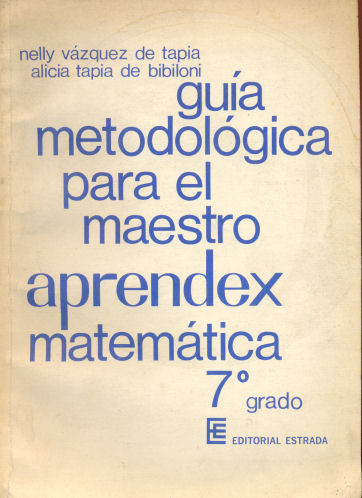 nelly vázquez de tapia
alicia tapia de bibiloni
guía
metodológica
para el
maestro
aprendex
matemática
7º grado
EDITORIAL ESTRADA